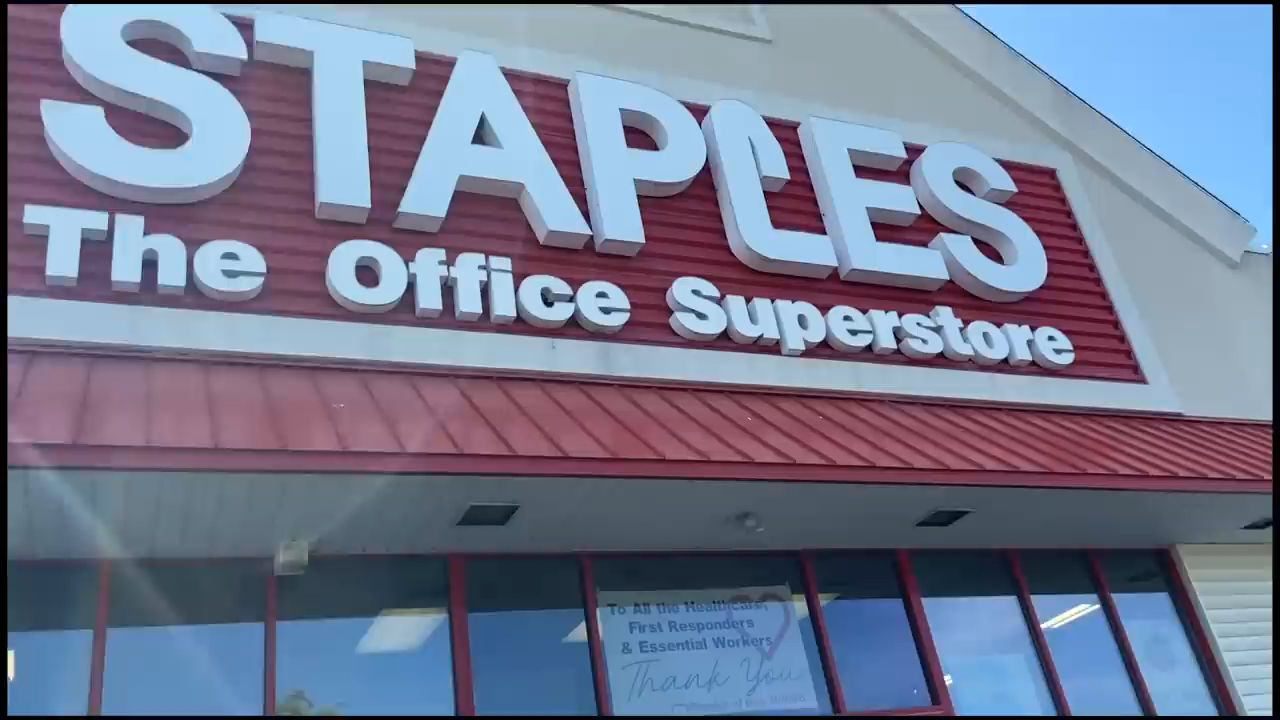 STAPLES
The Office Superstore
To All the Healthcare,
First Responders
& Essential Workers
Thank You